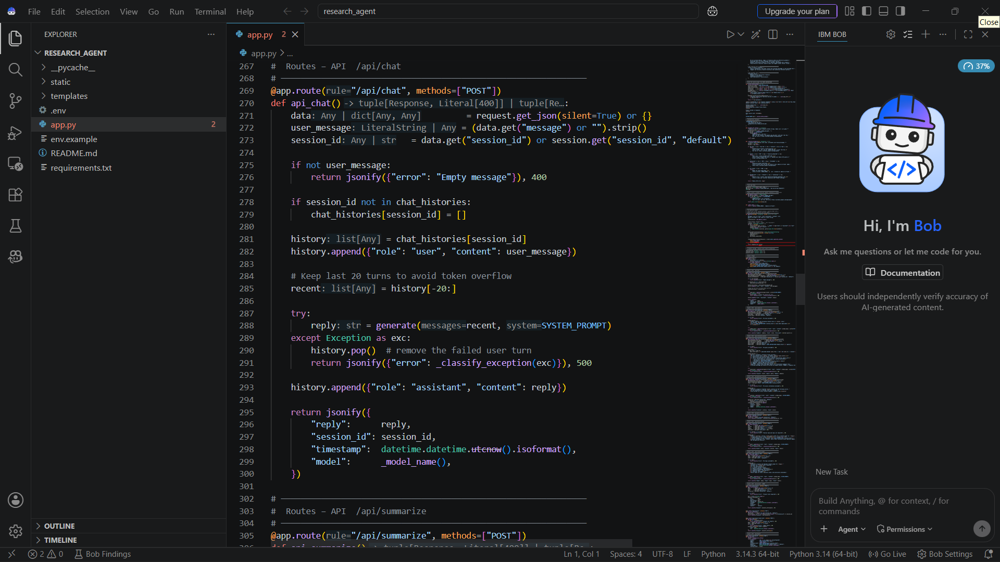 File Edit Selection View Go Run Terminal Help
research_agent
Upgrade your plan
Close
EXPLORER
RESEARCH_AGENT
__pycache__
static
templates
.env
app.py 2
env.example
README.md
requirements.txt
OUTLINE
TIMELINE
app.py 2
app.py > ...
267 # Routes — API /api/chat
268 # ──────────────────────────────
269 @app.route(rule="/api/chat", methods=["POST"])
270 def api_chat() -> tuple[Response, Literal[400]] | tuple[Re…:
271 data: Any | dict[Any, Any] = request.get_json(silent=True) or {}
272 user_message: LiteralString | Any = (data.get("message") or "").strip()
273 session_id: Any | str = data.get("session_id") or session.get("session_id", "default")
274
275 if not user_message:
276 return jsonify({"error": "Empty message"}), 400
277
278 if session_id not in chat_histories:
279 chat_histories[session_id] = []
280
281 history: list[Any] = chat_histories[session_id]
282 history.append({"role": "user", "content": user_message})
283
284 # Keep last 20 turns to avoid token overflow
285 recent: list[Any] = history[-20:]
286
287 try:
288 reply: str = generate(messages=recent, system=SYSTEM_PROMPT)
289 except Exception as exc:
290 history.pop() # remove the failed user turn
291 return jsonify({"error": _classify_exception(exc)}), 500
292
293 history.append({"role": "assistant", "content": reply})
294
295 return jsonify({
296 "reply": reply,
297 "session_id": session_id,
298 "timestamp": datetime.datetime.utcnow().isoformat(),
299 "model": _model_name(),
300 })
301
302 # ──────────────────────────────
303 # Routes — API /api/summarize
304 # ──────────────────────────────
305 @app.route(rule="/api/summarize", methods=["POST"])
IBM BOB
37%
</>
Hi, I'm Bob
Ask me questions or let me code for you.
Documentation
Users should independently verify accuracy of
AI-generated content.
New Task
Build Anything, @ for context, / for
commands
Agent Permissions
2 0 Bob Findings
Ln 1, Col 1 Spaces: 4 UTF-8 LF Python 3.14.3 64-bit Python 3.14 (64-bit) Go Live Bob Settings